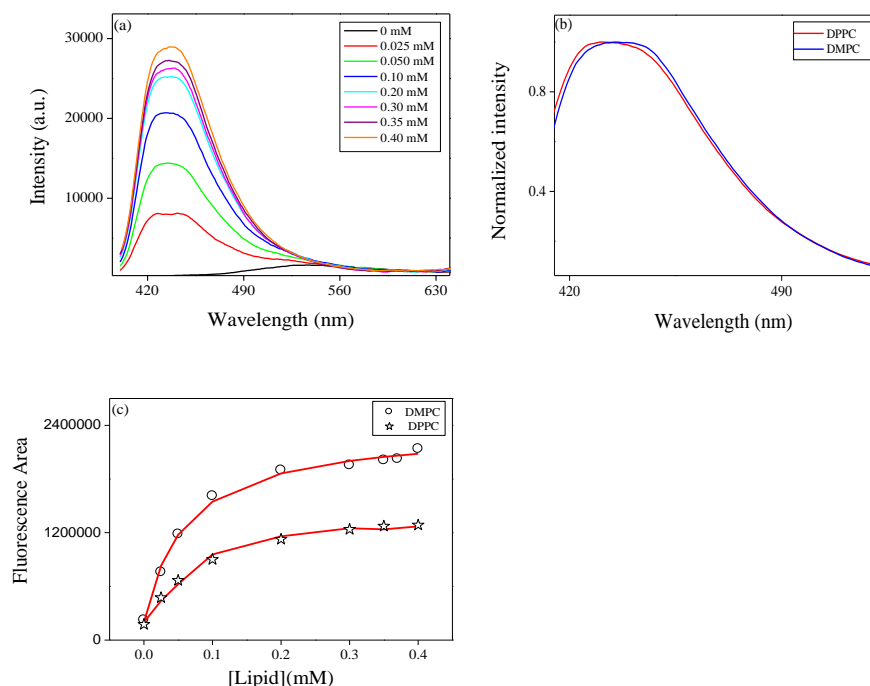 (a)
0 mM
0.025 mM
0.050 mM
0.10 mM
0.20 mM
0.30 mM
0.35 mM
0.40 mM
30000
20000
10000
Intensity (a.u.)
420 490 560 630
Wavelength (nm)
(b)
DPPC
DMPC
0.8
0.4
Normalized intensity
420 490
Wavelength (nm)
(c)
DMPC
DPPC
2400000
1200000
0
Fluorescence Area
0.0 0.1 0.2 0.3 0.4
[Lipid](mM)